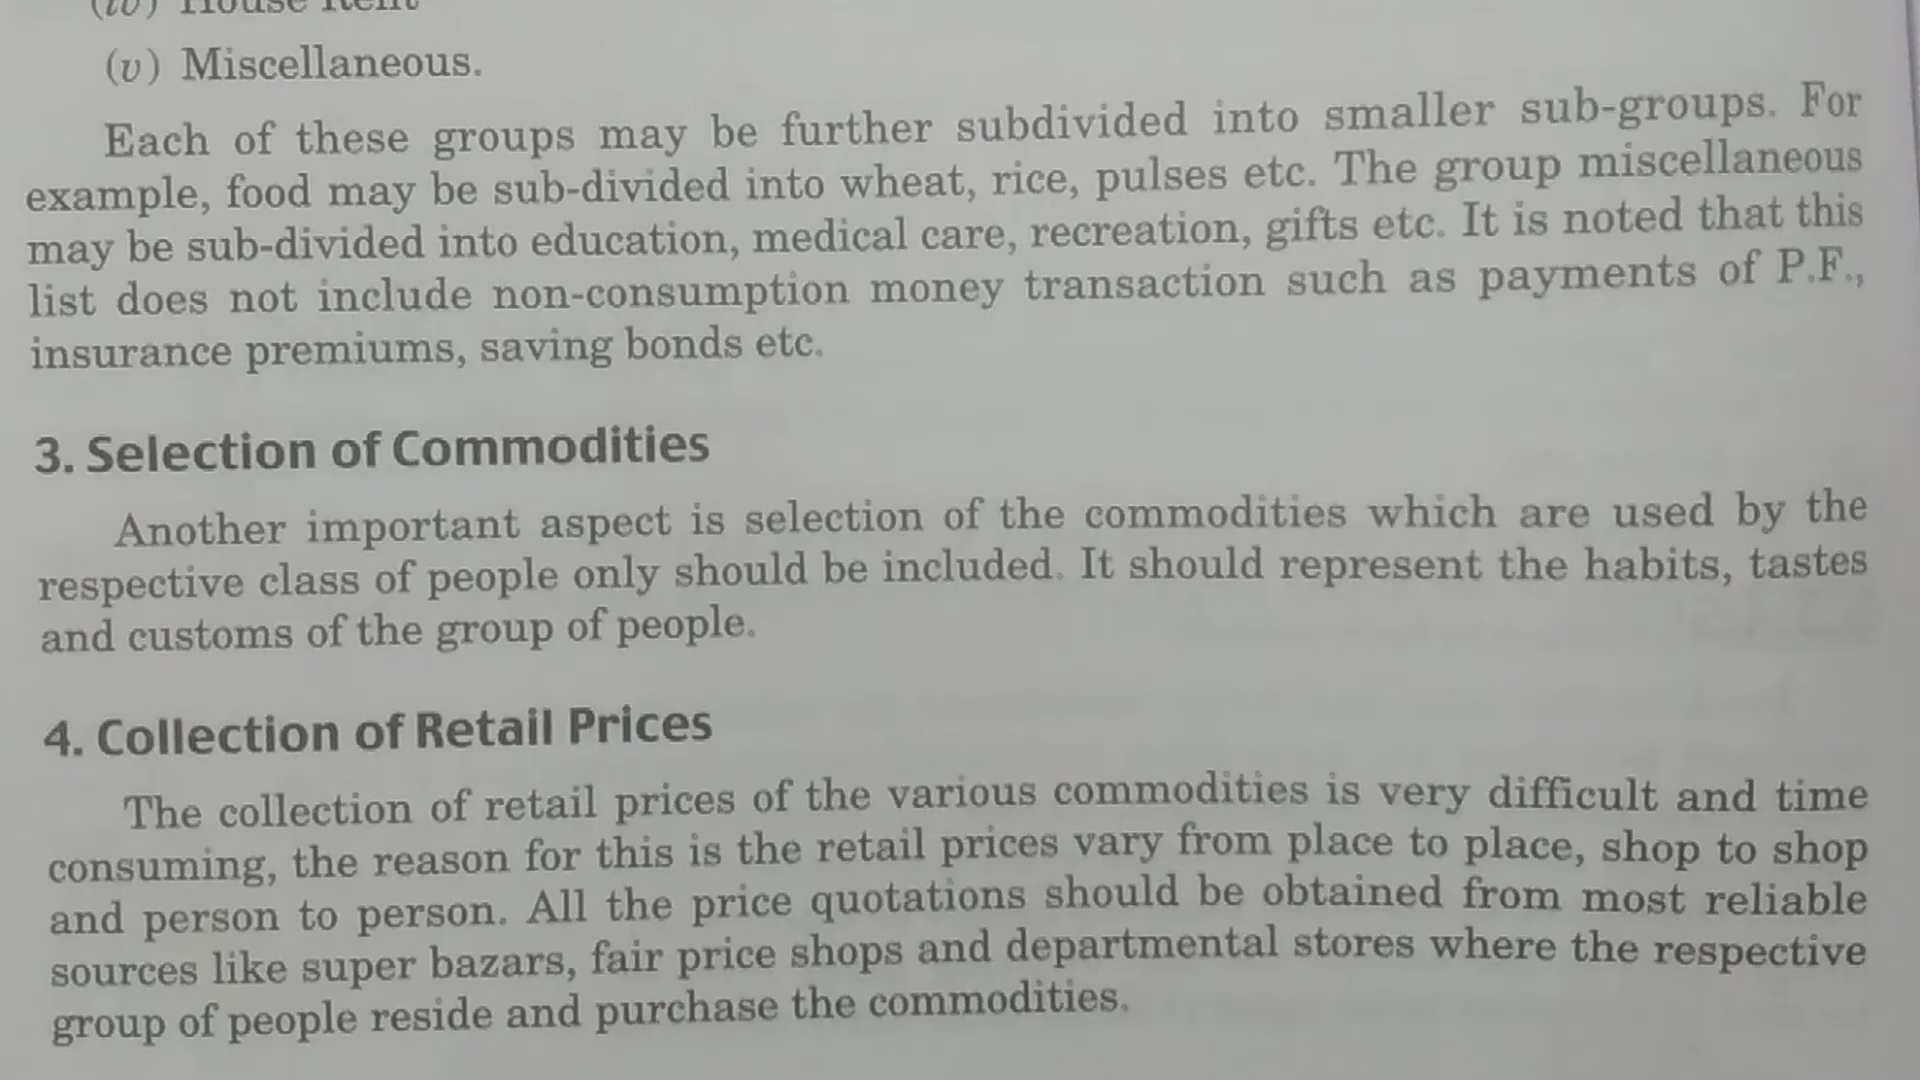 (iv) House Rent
(v) Miscellaneous.
Each of these groups may be further subdivided into smaller sub-groups. For
example, food may be sub-divided into wheat, rice, pulses etc. The group miscellaneous
may be sub-divided into education, medical care, recreation, gifts etc. It is noted that this
list does not include non-consumption money transaction such as payments of P.F.,
insurance premiums, saving bonds etc.
3. Selection of Commodities
Another important aspect is selection of the commodities which are used by the
respective class of people only should be included. It should represent the habits, tastes
and customs of the group of people.
4. Collection of Retail Prices
The collection of retail prices of the various commodities is very difficult and time
consuming, the reason for this is the retail prices vary from place to place, shop to shop
and person to person. All the price quotations should be obtained from most reliable
sources like super bazars, fair price shops and departmental stores where the respective
group of people reside and purchase the commodities.